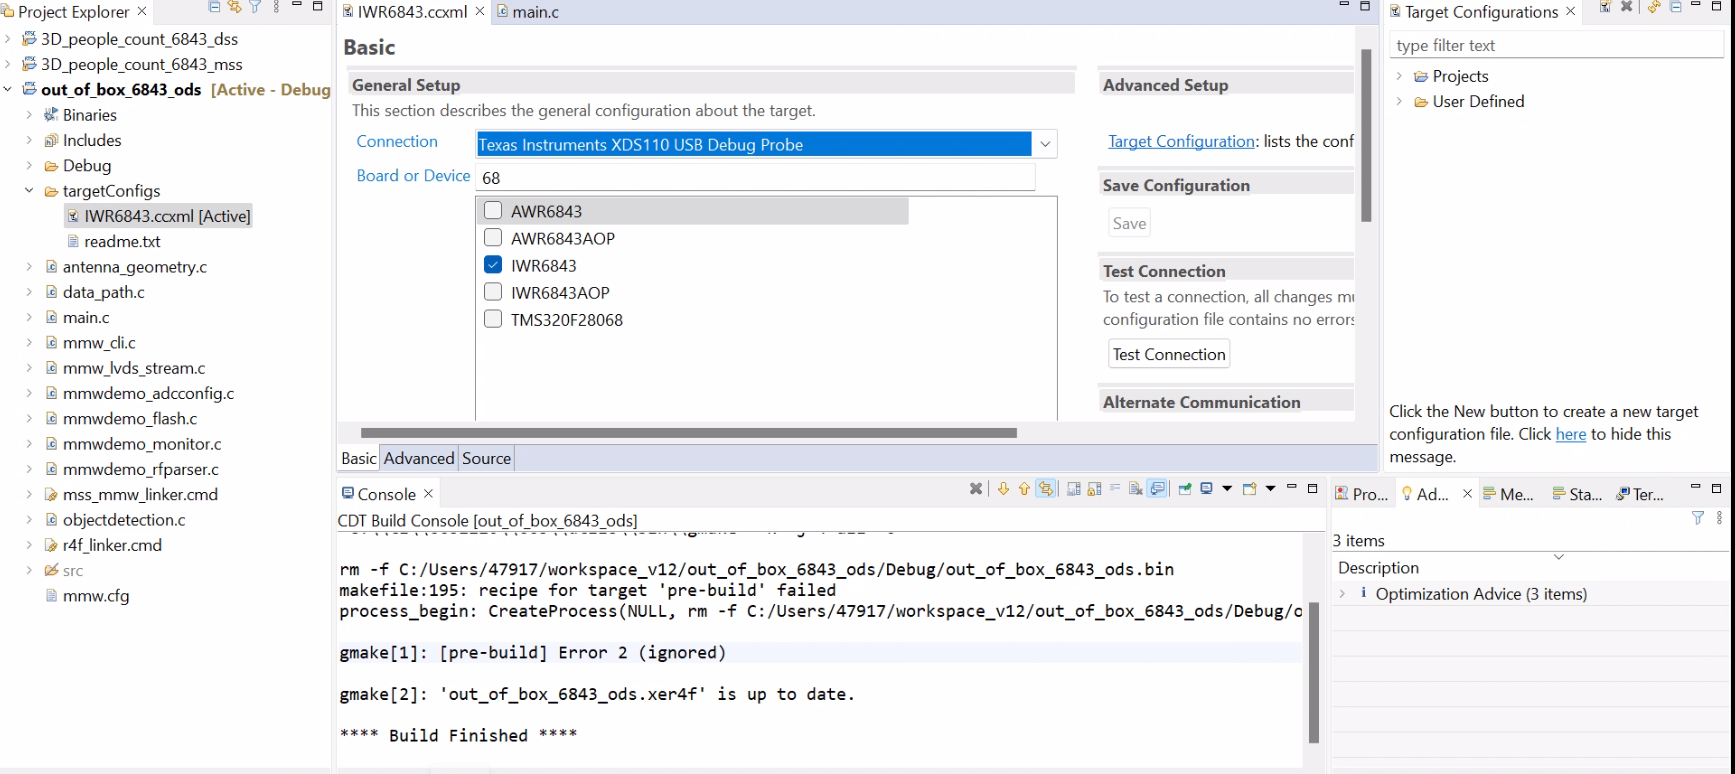 Project Explorer
3D_people_count_6843_dss
3D_people_count_6843_mss
out_of_box_6843_ods [Active - Debug
Binaries
Includes
Debug
targetConfigs
IWR6843.ccxml [Active]
readme.txt
antenna_geometry.c
data_path.c
main.c
mmw_cli.c
mmw_lvds_stream.c
mmwdemo_adcconfig.c
mmwdemo_flash.c
mmwdemo_monitor.c
mmwdemo_rfparser.c
mss_mmw_linker.cmd
objectdetection.c
r4f_linker.cmd
src
mmw.cfg
IWR6843.ccxml
main.c
Basic
General Setup
This section describes the general configuration about the target.
Connection
Texas Instruments XDS110 USB Debug Probe
Board or Device
68
AWR6843
AWR6843AOP
IWR6843
IWR6843AOP
TMS320F28068
Advanced Setup
Target Configuration: lists the conf
Save Configuration
Save
Test Connection
To test a connection, all changes mu
configuration file contains no errors
Test Connection
Alternate Communication
Basic
Advanced
Source
Target Configurations
type filter text
Projects
User Defined
Click the New button to create a new target
configuration file. Click here to hide this
message.
Console
CDT Build Console [out_of_box_6843_ods]
rm -f C:/Users/47917/workspace_v12/out_of_box_6843_ods/Debug/out_of_box_6843_ods.bin
makefile:195: recipe for target 'pre-build' failed
process_begin: CreateProcess(NULL, rm -f C:/Users/47917/workspace_v12/out_of_box_6843_ods/Debug/o
gmake[1]: [pre-build] Error 2 (ignored)
gmake[2]: 'out_of_box_6843_ods.xer4f' is up to date.
**** Build Finished ****
Pro...
Ad...
Me...
Sta...
Ter...
3 items
Description
Optimization Advice (3 items)